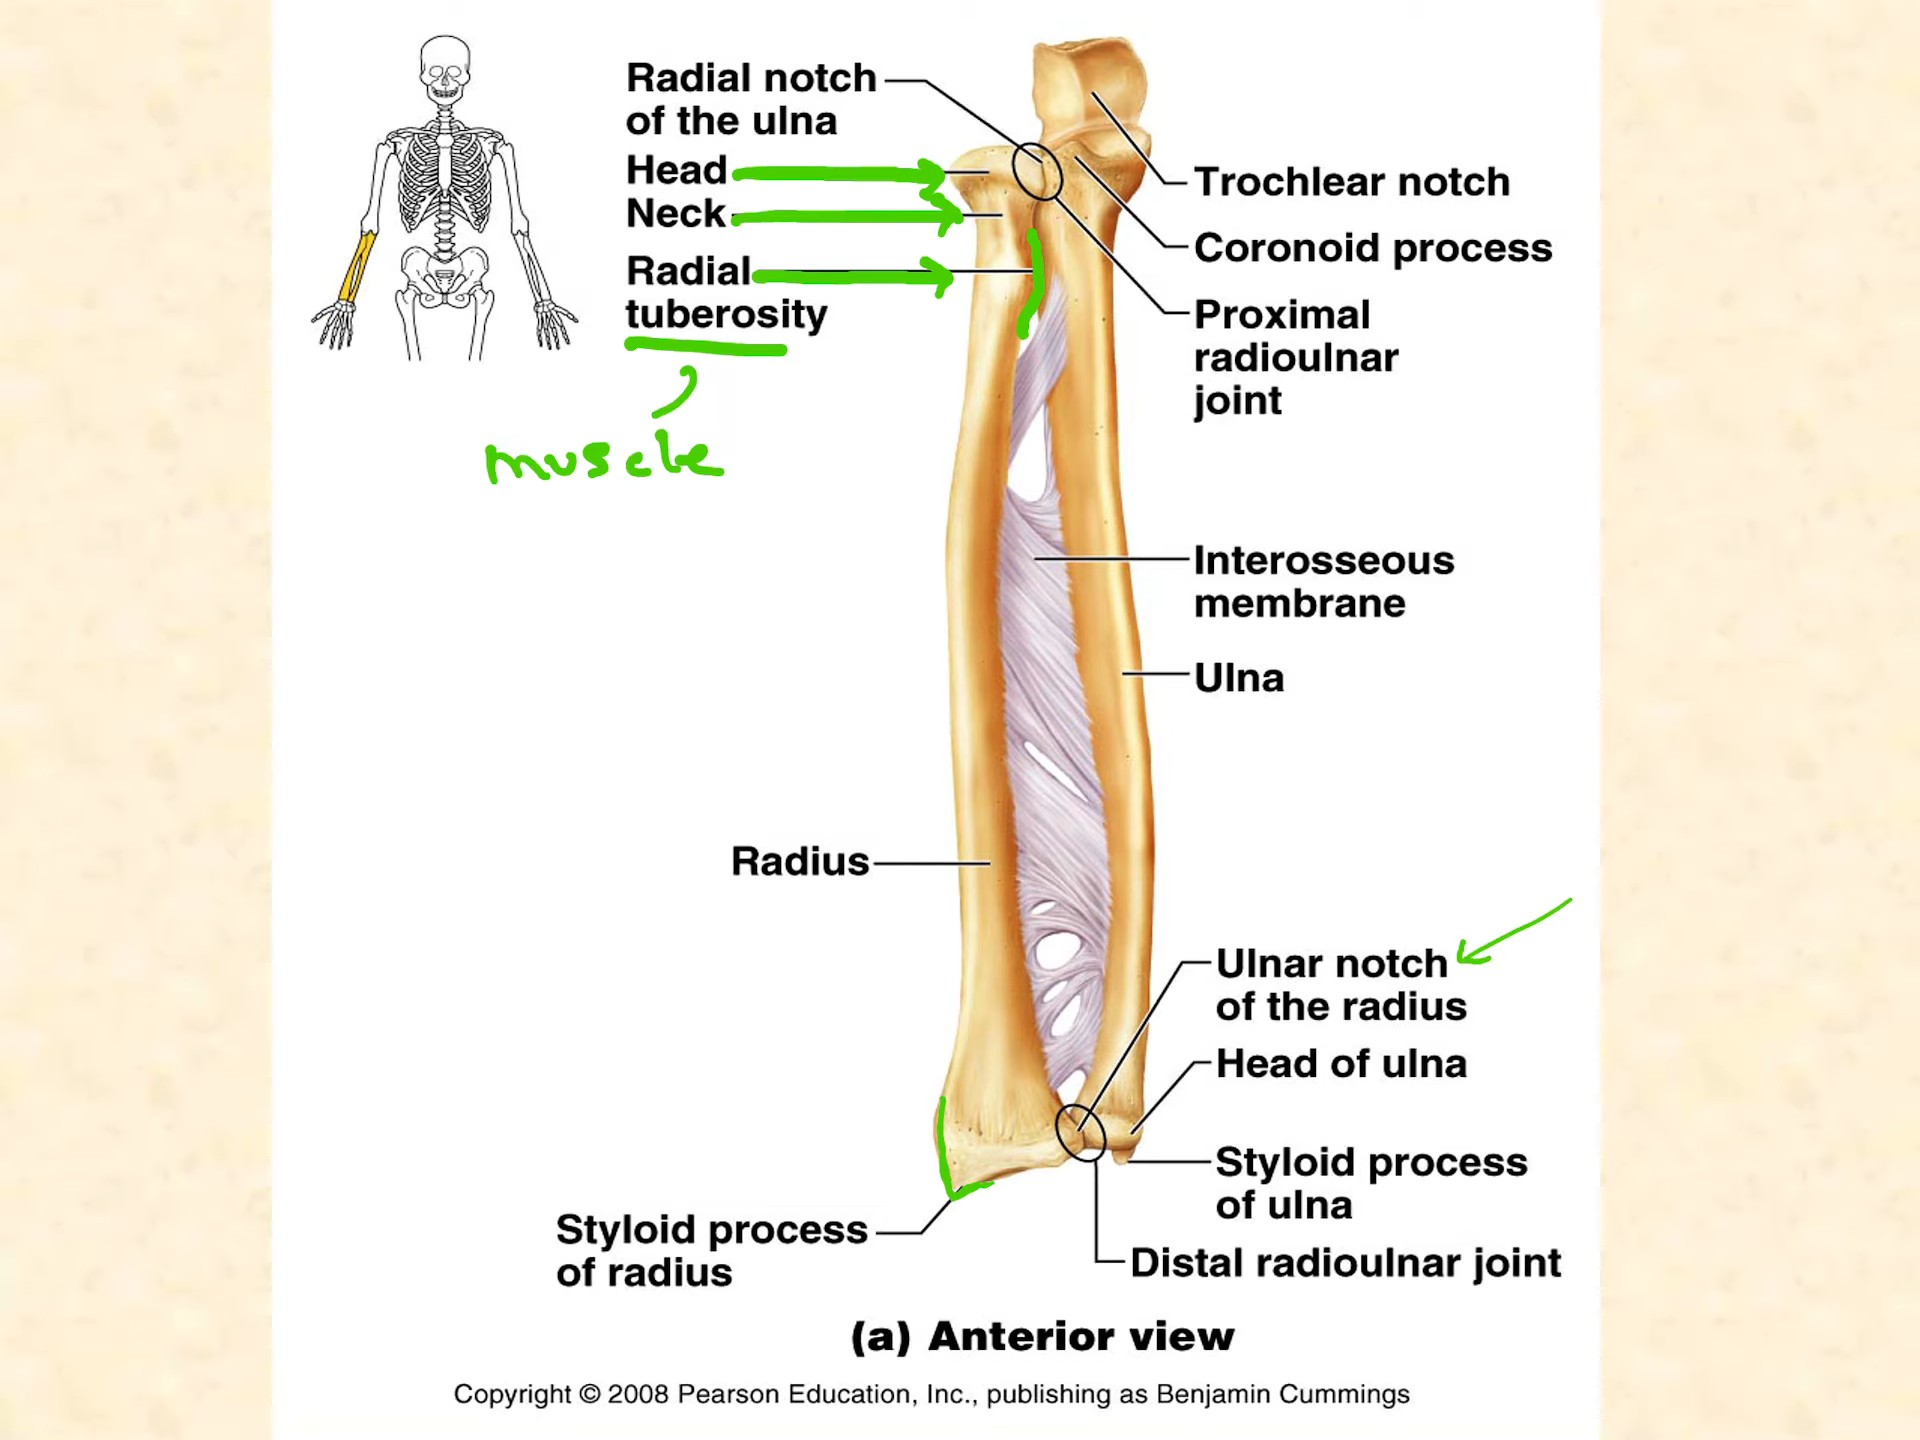 Radial notch
of the ulna
Head
Neck
Radial
tuberosity
muscle
Trochlear notch
Coronoid process
Proximal
radioulnar
joint
Interosseous
membrane
Ulna
Radius
Ulnar notch
of the radius
Head of ulna
Styloid process
of ulna
Styloid process
of radius
Distal radioulnar joint
(a) Anterior view
Copyright © 2008 Pearson Education, Inc., publishing as Benjamin Cummings